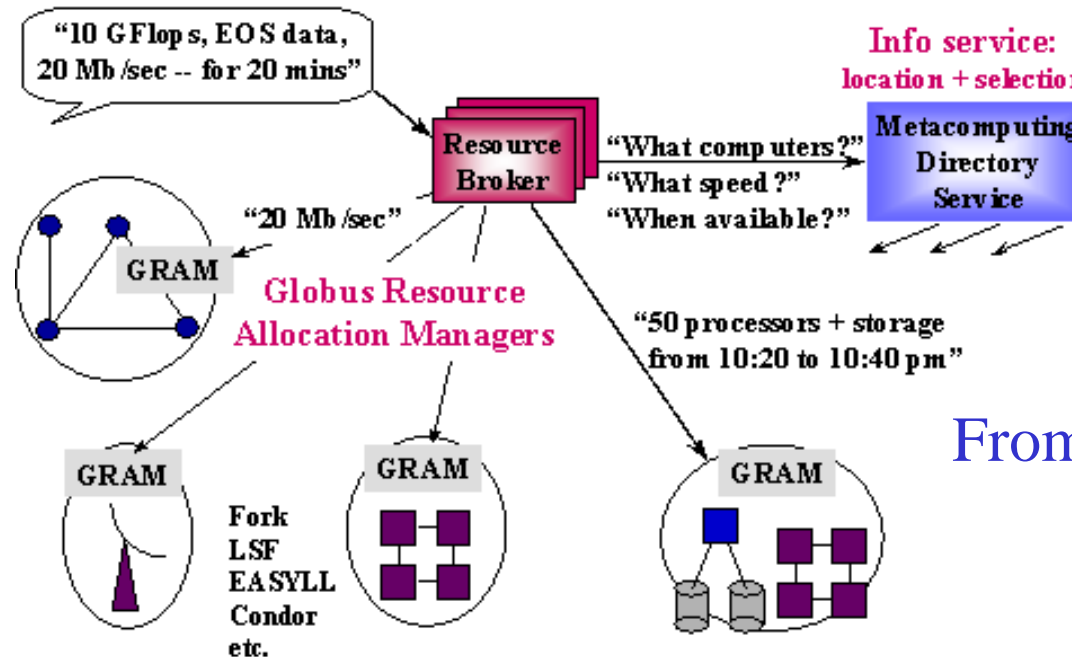 “10 GFlops, EOS data,
20 Mb/sec -- for 20 mins”
Info service:
location + selection
Resource
Broker
“What computers?”
“What speed?”
“When available?”
Metacomputing
Directory
Service
“20 Mb/sec”
GRAM
Globus Resource
Allocation Managers
“50 processors + storage
from 10:20 to 10:40 pm”
From
GRAM
GRAM
GRAM
Fork
LSF
EASYLL
Condor
etc.